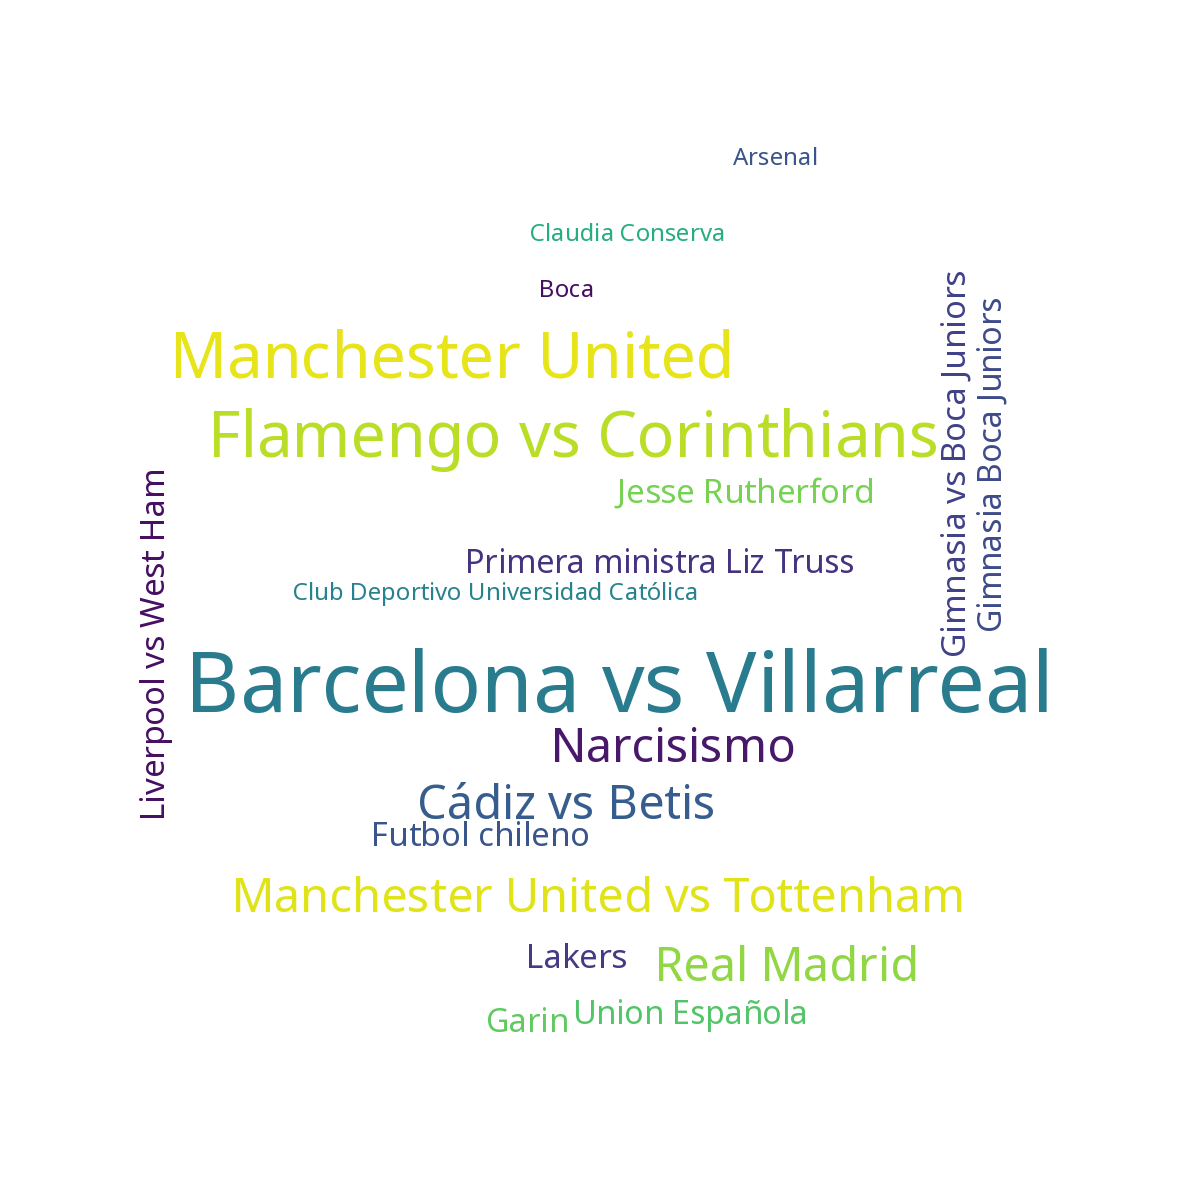 Arsenal
Claudia Conserva
Boca
Manchester United
Flamengo vs Corinthians
Gimnasia vs Boca Juniors
Gimnasia Boca Juniors
Jesse Rutherford
Liverpool vs West Ham
Primera ministra Liz Truss
Club Deportivo Universidad Católica
Barcelona vs Villarreal
Narcisismo
Cádiz vs Betis
Futbol chileno
Manchester United vs Tottenham
Lakers
Real Madrid
Garin
Union Española